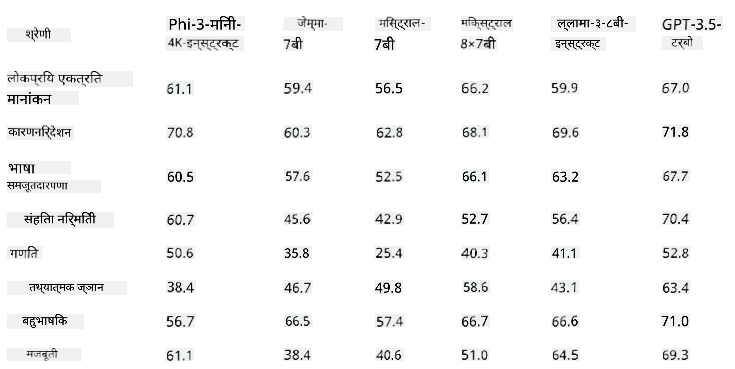 श्रेणी
Phi-3-मिनी-
4K-इन्स्ट्रक्ट
जेम्मा-
7बी
मिस्ट्राल-
7बी
मिक्स्ट्राल
8×7बी
ल्लामा-३-८बी-
इन्स्ट्रक्ट
GPT-3.5-
टर्बो
लोकप्रिय एकत्रित
मानांकन
61.1 59.4 56.5 66.2 59.9 67.0
कारणनिर्देशन 70.8 60.3 62.8 68.1 69.6 71.8
भाषा
समजूतदारपणा
60.5 57.6 52.5 66.1 63.2 67.7
संहिता निर्मिती 60.7 45.6 42.9 52.7 56.4 70.4
गणित 50.6 35.8 25.4 40.3 41.1 52.8
तथ्यात्मक ज्ञान 38.4 46.7 49.8 58.6 43.1 63.4
बहुभाषिक 56.7 66.5 57.4 66.7 66.6 71.0
मजबूती 61.1 38.4 40.6 51.0 64.5 69.3